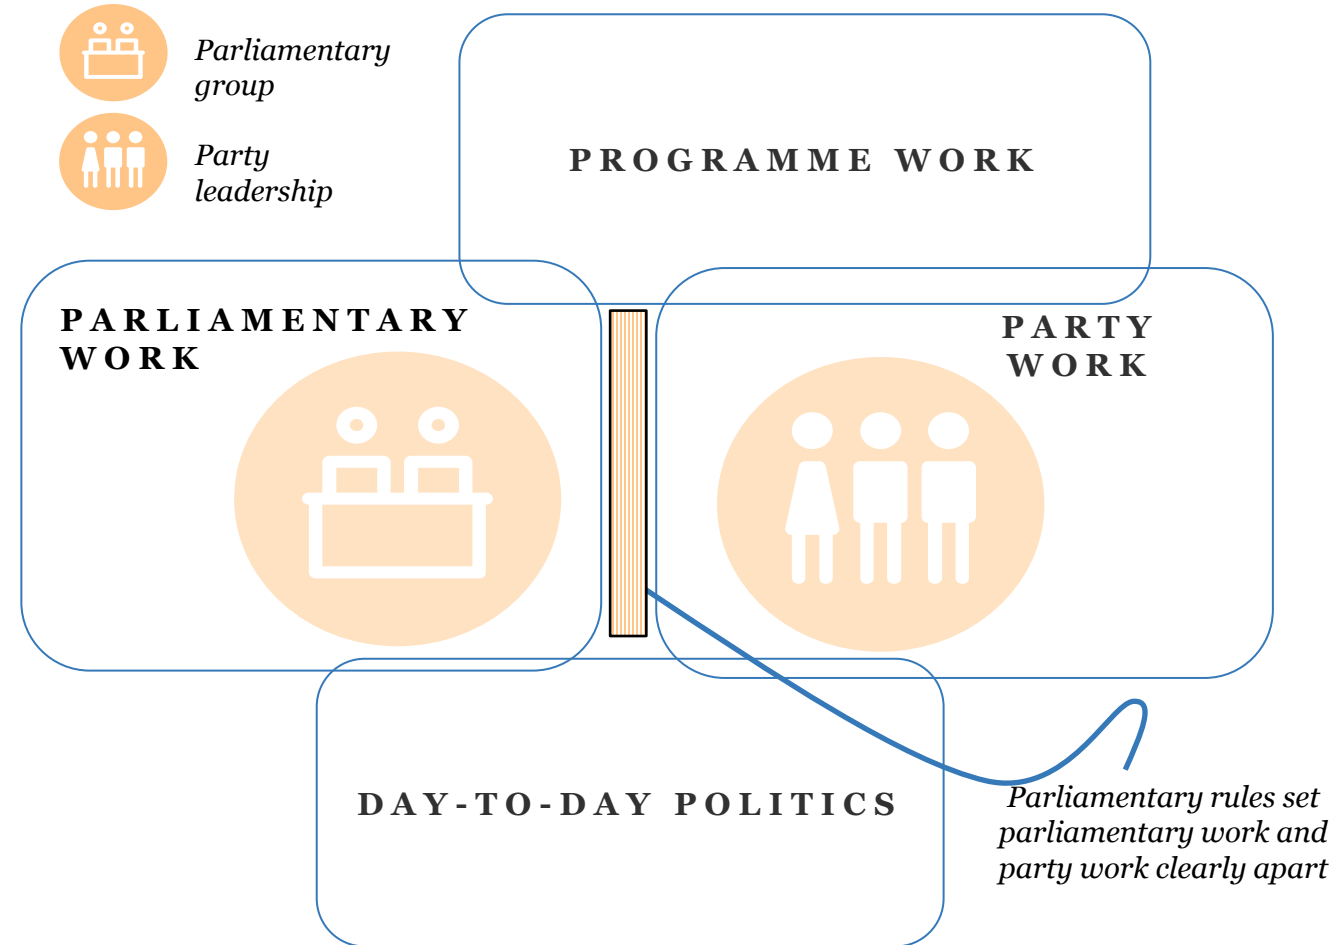 Parliamentary
group
Party
leadership
PROGRAMME WORK
PARLIAMENTARY
WORK
PARTY
WORK
DAY-TO-DAY POLITICS
Parliamentary rules set
parliamentary work and
party work clearly apart